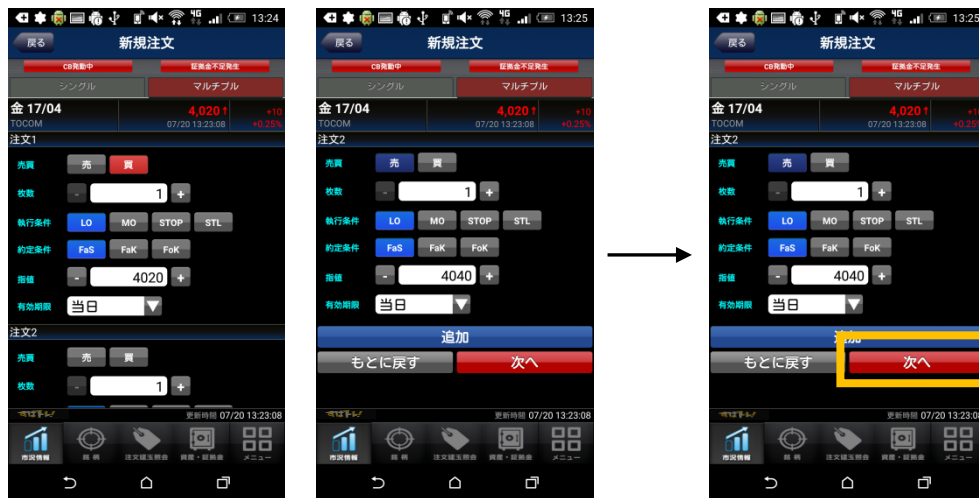 4G 13:24
戻る 新規注文
CB発動中 証拠金不足発生
シングル マルチプル
金 17/04 4,020↑ +10
TOCOM 07/20 13:23:08 +0.25%
注文1
売買 売 買
枚数 - 1 +
執行条件 LO MO STOP STL
約定条件 FaS FaK FoK
指値 - 4020 +
有効期限 当日
注文2
売買 売 買
枚数 - 1 +
更新時間 07/20 13:23:08
市況情報 銘柄 注文建玉照会 資産・証拠金 メニュー
4G 13:25
戻る 新規注文
CB発動中 証拠金不足発生
シングル マルチプル
金 17/04 4,020↑ +10
TOCOM 07/20 13:23:08 +0.25%
注文2
売買 売 買
枚数 - 1 +
執行条件 LO MO STOP STL
約定条件 FaS FaK FoK
指値 - 4040 +
有効期限 当日
追加
もとに戻す 次へ
更新時間 07/20 13:23:08
市況情報 銘柄 注文建玉照会 資産・証拠金 メニュー
4G 13:25
戻る 新規注文
CB発動中 証拠金不足発生
シングル マルチプル
金 17/04 4,020↑ +10
TOCOM 07/20 13:23:08 +0.25%
注文2
売買 売 買
枚数 - 1 +
執行条件 LO MO STOP STL
約定条件 FaS FaK FoK
指値 - 4040 +
有効期限 当日
追加
もとに戻す 次へ
更新時間 07/20 13:23:08
市況情報 銘柄 注文建玉照会 資産・証拠金 メニュー